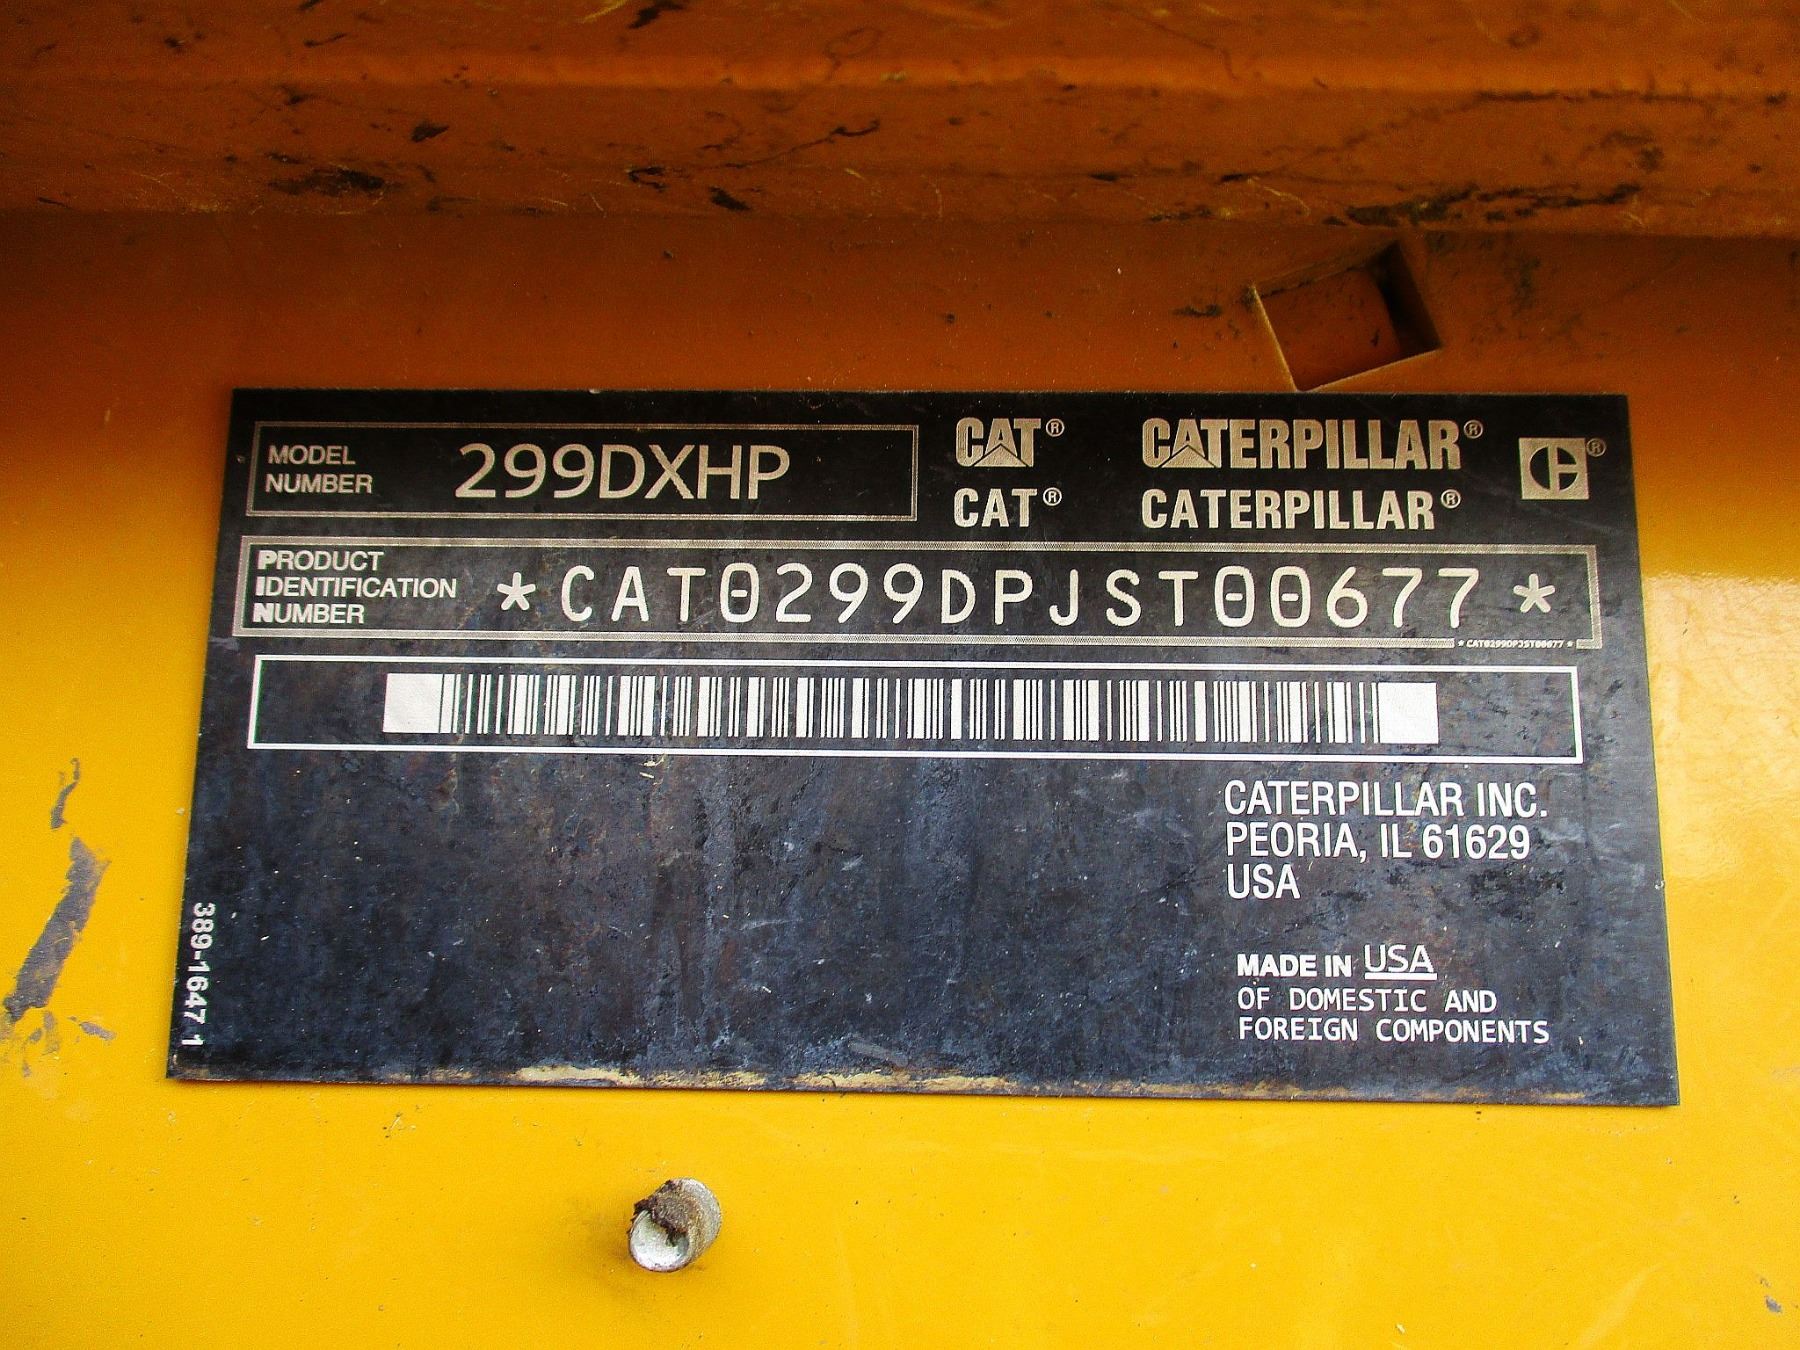 MODEL
NUMBER
299DXHP
CAT® CATERPILLAR® ®
CAT® CATERPILLAR®
PRODUCT
IDENTIFICATION
NUMBER
*CAT0299DPJST00677*
*CAT0299DPJST00677*
CATERPILLAR INC.
PEORIA, IL 61629
USA
MADE IN USA
OF DOMESTIC AND
FOREIGN COMPONENTS
389-1647 1